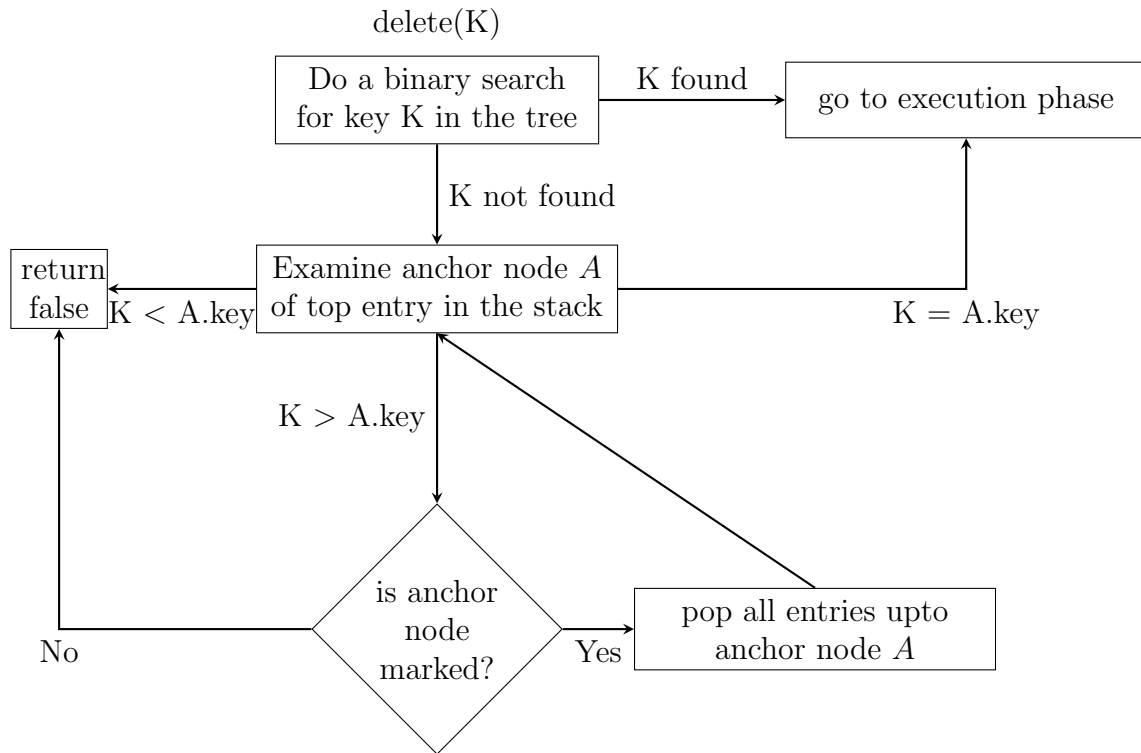 delete(K)
Do a binary search
for key K in the tree
K found
go to execution phase
K not found
return
false
K < A.key
Examine anchor node A
of top entry in the stack
K = A.key
K > A.key
is anchor
node
marked?
No
Yes
pop all entries upto
anchor node A